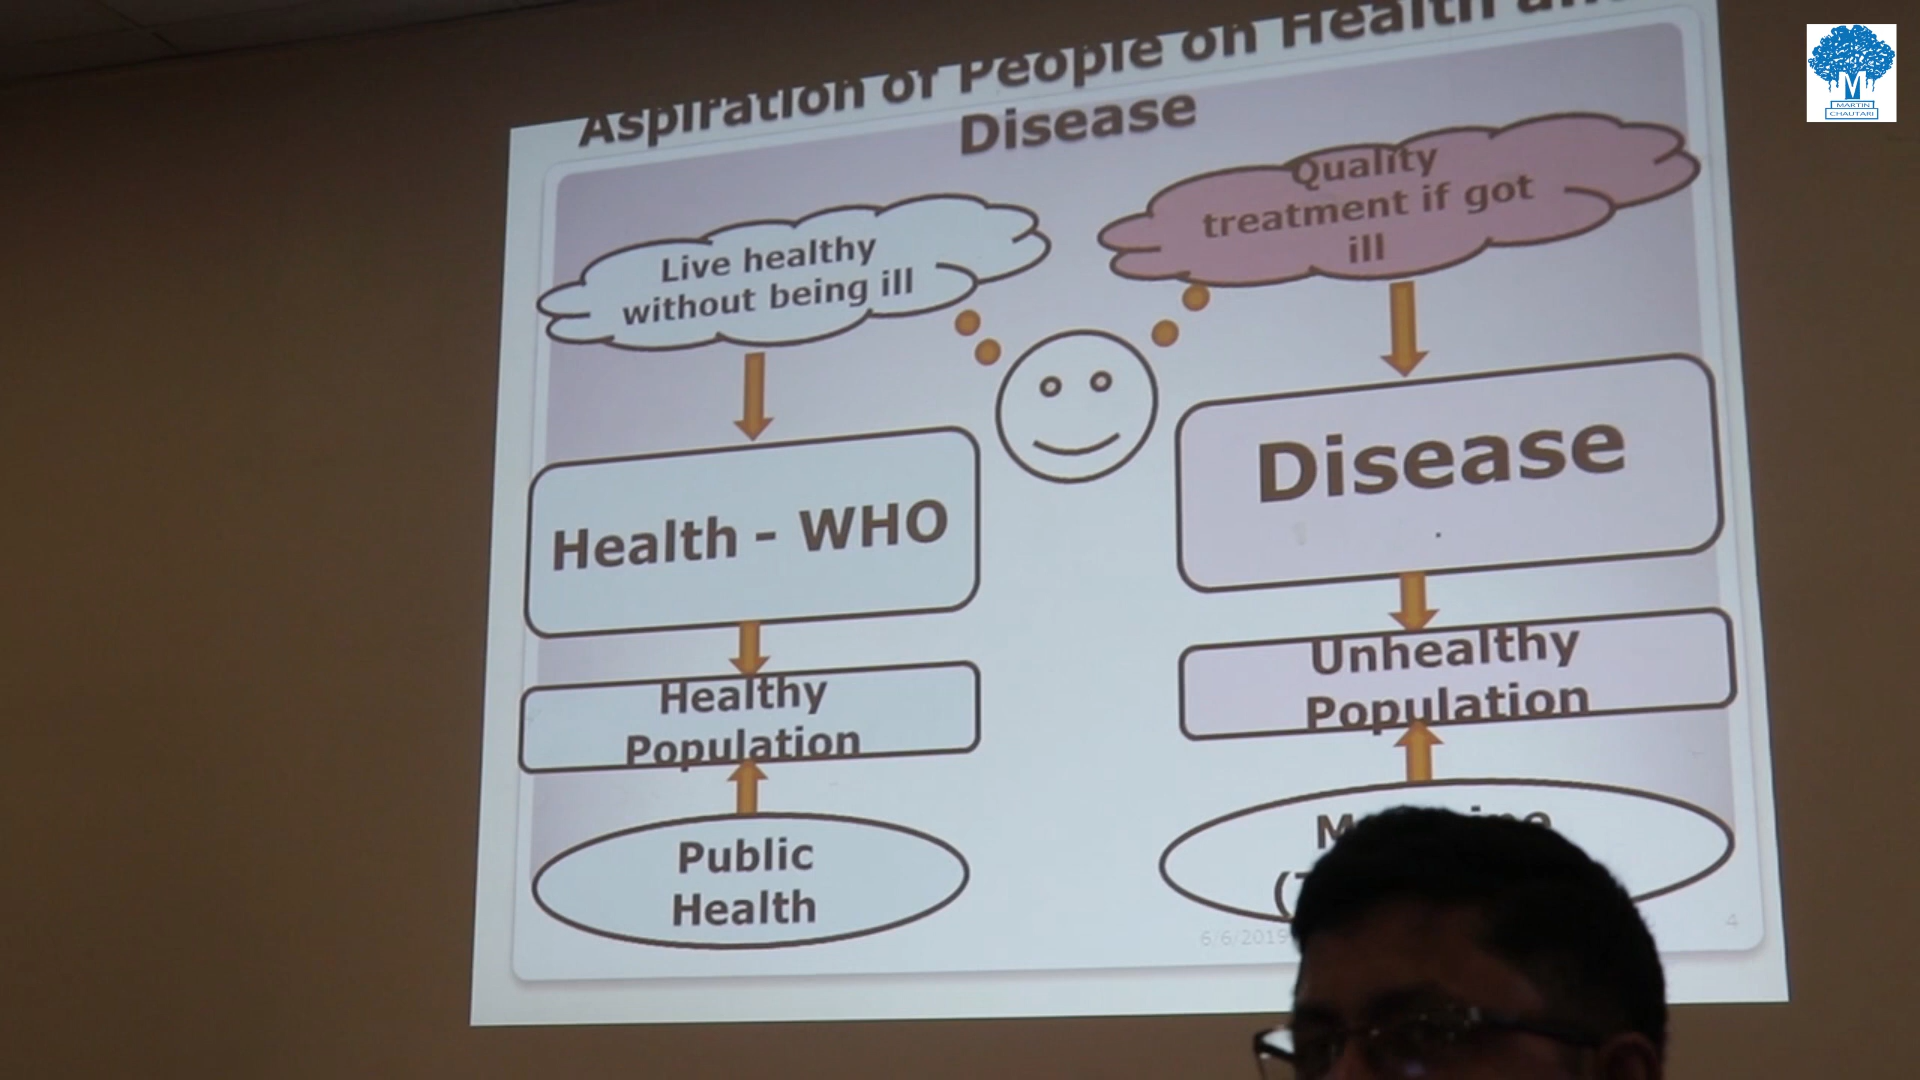 Aspiration of People on Health
Disease
Live healthy
without being ill
Quality
treatment if got
ill
Health - WHO
Disease
Healthy
Population
Unhealthy
Population
Public
Health
6/6/2019
4
M
MARTIN
CHAUTARI